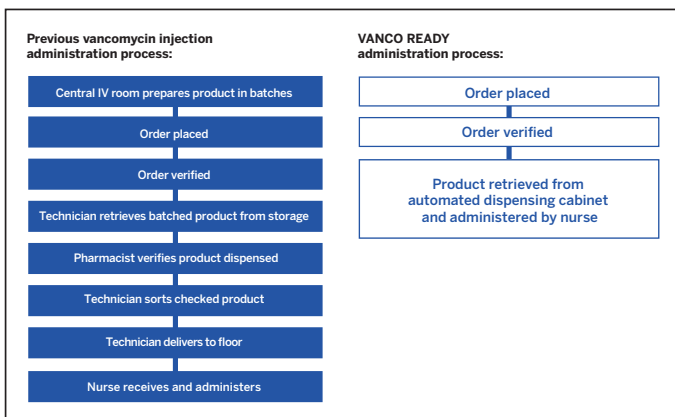 Previous vancomycin injection
administration process:
Central IV room prepares product in batches
Order placed
Order verified
Technician retrieves batched product from storage
Pharmacist verifies product dispensed
Technician sorts checked product
Technician delivers to floor
Nurse receives and administers
VANCO READY
administration process:
Order placed
Order verified
Product retrieved from
automated dispensing cabinet
and administered by nurse